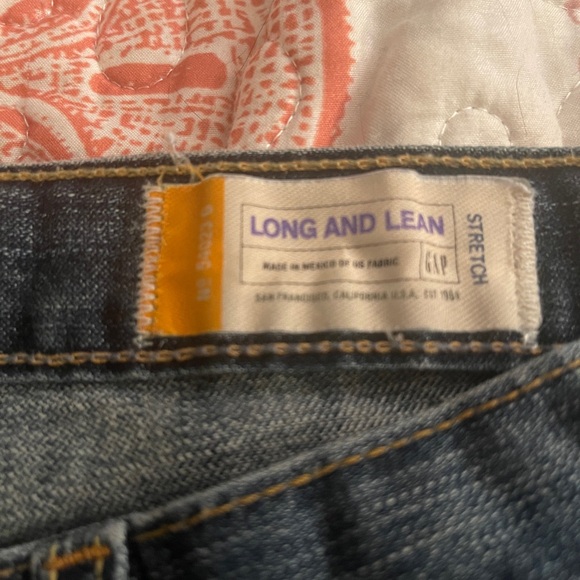 LONG AND LEAN
STRETCH
MADE IN MEXICO OF US FABRIC
GAP
SAN FRANCISCO, CALIFORNIA U.S.A. EST 1969